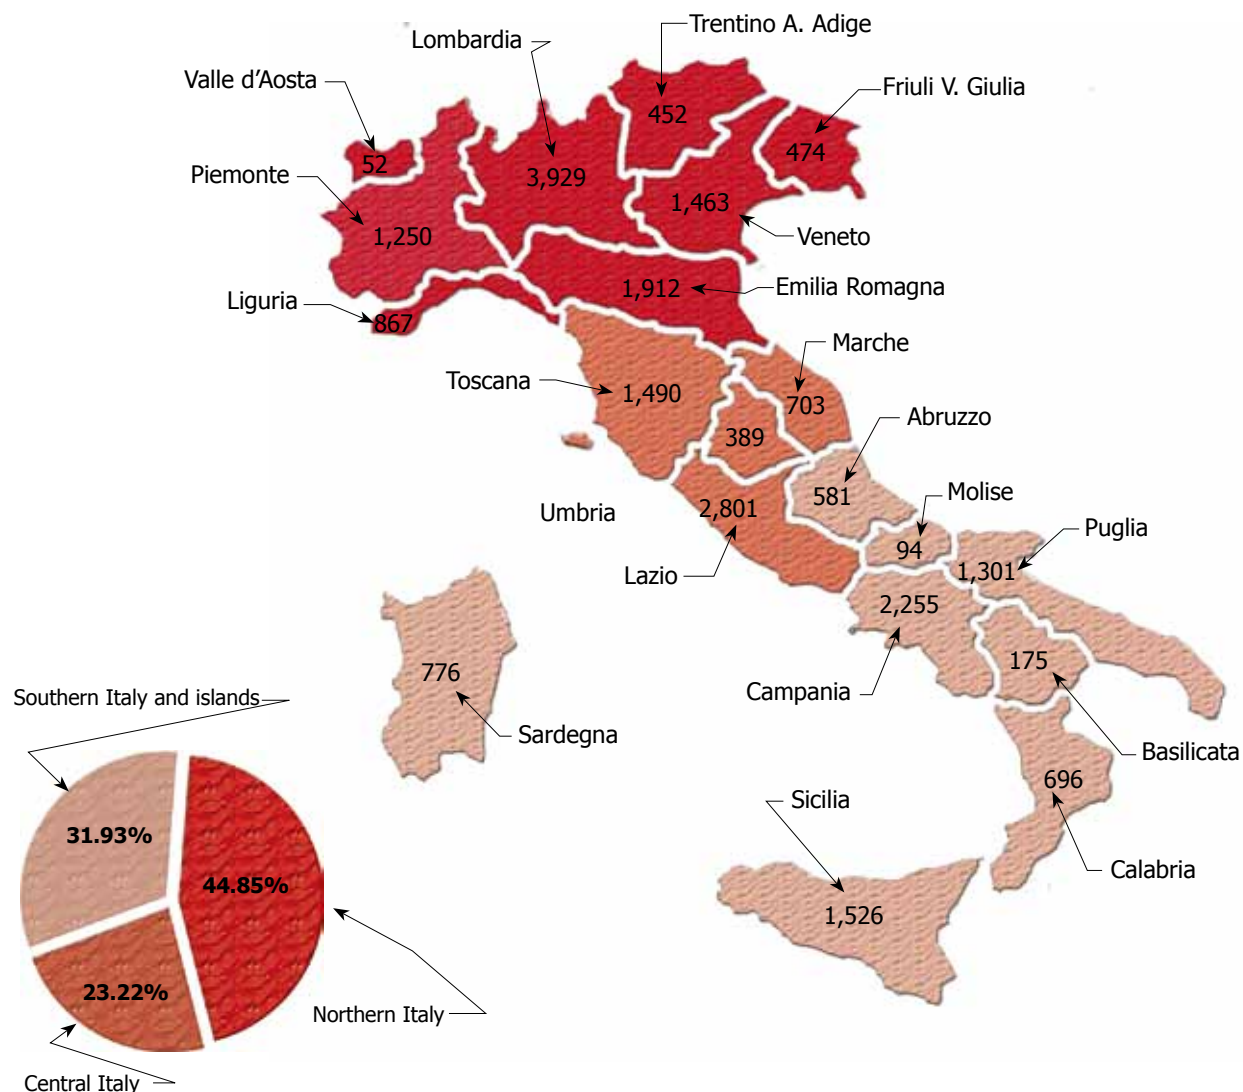 Trentino A. Adige
Lombardia
Valle d'Aosta
Friuli V. Giulia
452
474
52
3,929
Piemonte
1,463
1,250
Veneto
1,912
Emilia Romagna
Liguria
867
Marche
Toscana
1,490
703
389
Abruzzo
581
Molise
2,801
Umbria
Puglia
94
1,301
Lazio
2,255
776
175
Southern Italy and islands
Campania
Sardegna
Basilicata
696
Sicilia
31.93%
Calabria
44.85%
1,526
23.22%
Northern Italy
Central Italy